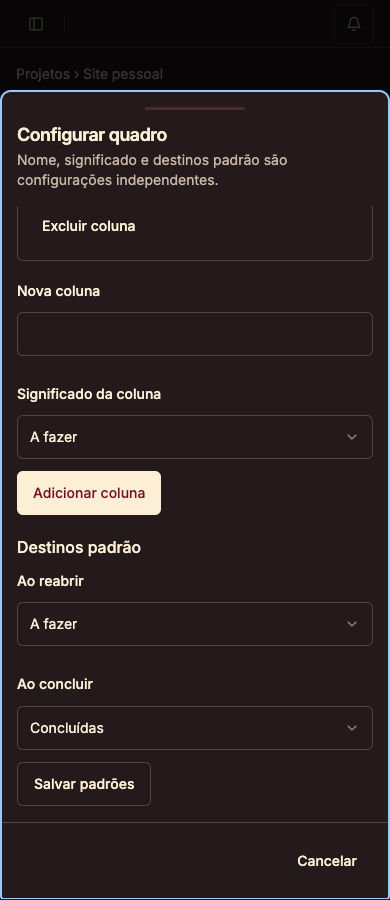 Projetos › Site pessoal
Configurar quadro
Nome, significado e destinos padrão são
configurações independentes.
Excluir coluna
Nova coluna
Significado da coluna
A fazer
Adicionar coluna
Destinos padrão
Ao reabrir
A fazer
Ao concluir
Concluídas
Salvar padrões
Cancelar